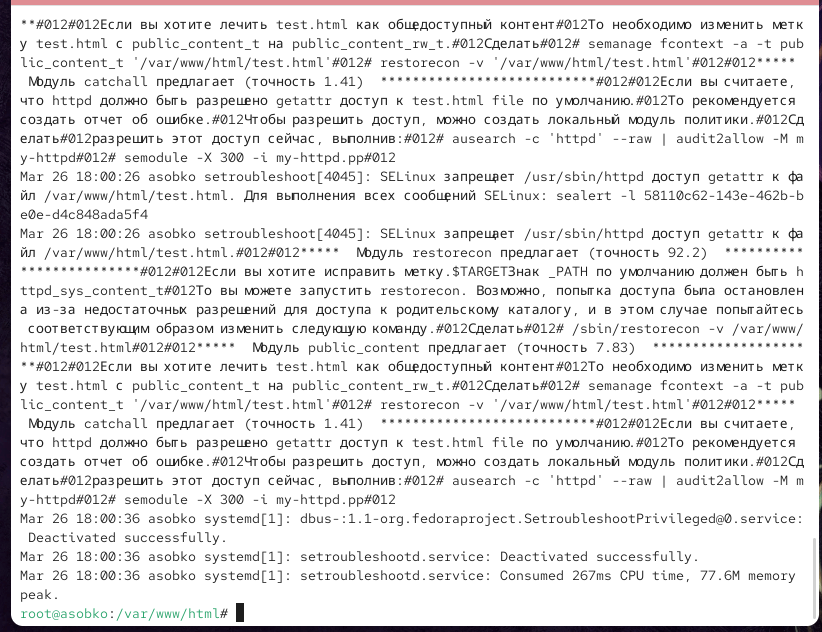 **#012#012Если вы хотите лечить test.html как общедоступный контент#012То необходимо изменить метк
у test.html с public_content_t на public_content_rw_t.#012Сделать#012# semanage fcontext -a -t pub
lic_content_t '/var/www/html/test.html'#012# restorecon -v '/var/www/html/test.html'#012#012*****
 Модуль catchall предлагает (точность 1.41)  **************************#012#012Если вы считаете,
что httpd должно быть разрешено getattr доступ к test.html file по умолчанию.#012То рекомендуется
создать отчет об ошибке.#012Чтобы разрешить доступ, можно создать локальный модуль политики.#012Сд
елать#012разрешить этот доступ сейчас, выполнив:#012# ausearch -c 'httpd' --raw | audit2allow -M m
y-httpd#012# semodule -X 300 -i my-httpd.pp#012
Mar 26 18:00:26 asobko setroubleshoot[4045]: SELinux запрещает /usr/sbin/httpd доступ getattr к фа
йл /var/www/html/test.html. Для выполнения всех сообщений SELinux: sealert -l 58110c62-143e-462b-b
e0e-d4c848ada5f4
Mar 26 18:00:26 asobko setroubleshoot[4045]: SELinux запрещает /usr/sbin/httpd доступ getattr к фа
йл /var/www/html/test.html.#012#012*****  Модуль restorecon предлагает (точность 92.2)  **********
***************#012#012Если вы хотите исправить метку.$TARGETЗнак _PATH по умолчанию должен быть h
ttpd_sys_content_t#012То вы можете запустить restorecon. Возможно, попытка доступа была остановлен
а из-за недостаточных разрешений для доступа к родительскому каталогу, и в этом случае попытайтесь
 соответствующим образом изменить следующую команду.#012Сделать#012# /sbin/restorecon -v /var/www/
html/test.html#012#012*****  Модуль public_content предлагает (точность 7.83)  *******************
**#012#012Если вы хотите лечить test.html как общедоступный контент#012То необходимо изменить метк
у test.html с public_content_t на public_content_rw_t.#012Сделать#012# semanage fcontext -a -t pub
lic_content_t '/var/www/html/test.html'#012# restorecon -v '/var/www/html/test.html'#012#012*****
 Модуль catchall предлагает (точность 1.41)  **************************#012#012Если вы считаете,
что httpd должно быть разрешено getattr доступ к test.html file по умолчанию.#012То рекомендуется
создать отчет об ошибке.#012Чтобы разрешить доступ, можно создать локальный модуль политики.#012Сд
елать#012разрешить этот доступ сейчас, выполнив:#012# ausearch -c 'httpd' --raw | audit2allow -M m
y-httpd#012# semodule -X 300 -i my-httpd.pp#012
Mar 26 18:00:36 asobko systemd[1]: dbus-:1.1-org.fedoraproject.SetroubleshootPrivileged@0.service:
 Deactivated successfully.
Mar 26 18:00:36 asobko systemd[1]: setroubleshootd.service: Deactivated successfully.
Mar 26 18:00:36 asobko systemd[1]: setroubleshootd.service: Consumed 267ms CPU time, 77.6M memory
peak.
root@asobko:/var/www/html#